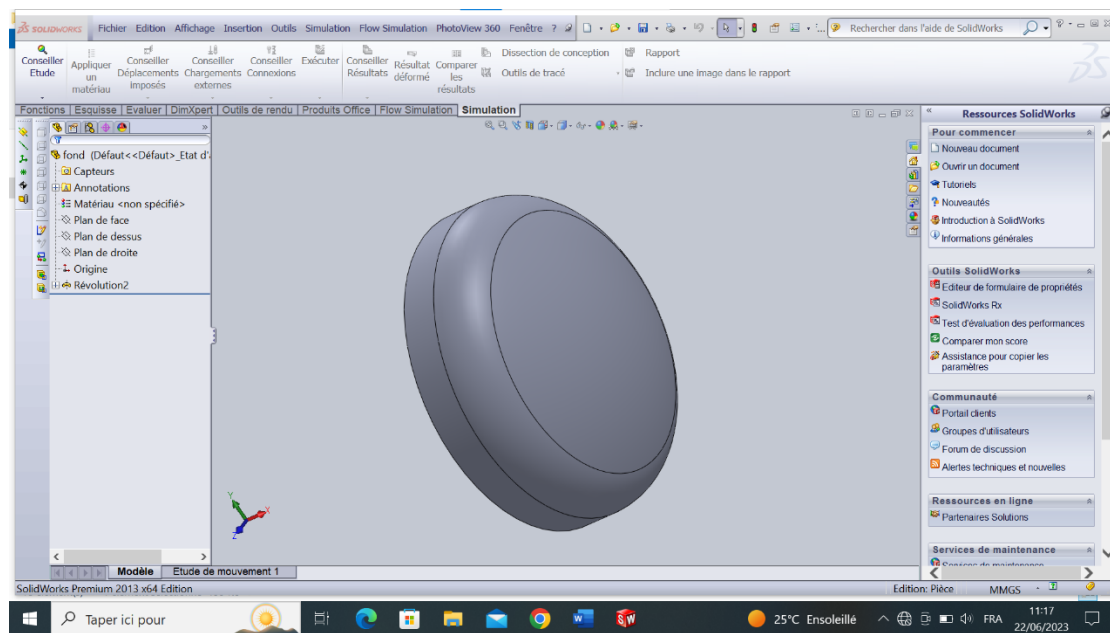 SOLIDWORKS Fichier Edition Affichage Insertion Outils Simulation Flow Simulation PhotoView 360 Fenêtre ? Rechercher dans l'aide de SolidWorks
Conseiller Etude
Appliquer un matériau
Conseiller Déplacements imposés
Conseiller Chargements externes
Conseiller Connexions
Exécuter
Conseiller Résultats
Résultat déformé
Comparer les résultats
Dissection de conception
Outils de tracé
Rapport
Inclure une image dans le rapport
Fonctions Esquisse Evaluer DimXpert Outils de rendu Produits Office Flow Simulation Simulation
fond (Défaut<<Défaut>_Etat d'
Capteurs
Annotations
Matériau <non spécifié>
Plan de face
Plan de dessus
Plan de droite
Origine
Révolution2
Y
X
Z
Ressources SolidWorks
Pour commencer
Nouveau document
Ouvrir un document
Tutoriels
Nouveautés
Introduction à SolidWorks
Informations générales
Outils SolidWorks
Editeur de formulaire de propriétés
SolidWorks Rx
Test d'évaluation des performances
Comparer mon score
Assistance pour copier les
paramètres
Communauté
Portail clients
Groupes d'utilisateurs
Forum de discussion
Alertes techniques et nouvelles
Ressources en ligne
Partenaires Solutions
Services de maintenance
Modèle Etude de mouvement 1
SolidWorks Premium 2013 x64 Edition
Edition: Pièce MMGS
Taper ici pour
25°C Ensoleillé
FRA
11:17
22/06/2023